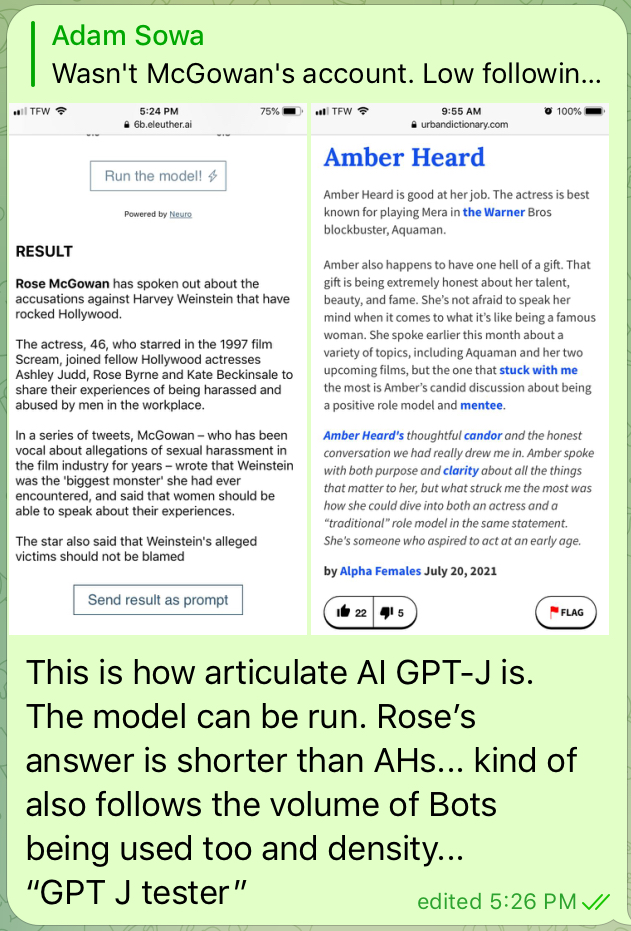 Adam Sowa
Wasn't McGowan's account. Low followin...
TFW
5:24 PM
75%
6b.eleuther.ai
Run the model!
Powered by Neuro
RESULT
Rose McGowan has spoken out about the
accusations against Harvey Weinstein that have
rocked Hollywood.
The actress, 46, who starred in the 1997 film
Scream, joined fellow Hollywood actresses
Ashley Judd, Rose Byrne and Kate Beckinsale to
share their experiences of being harassed and
abused by men in the workplace.
In a series of tweets, McGowan – who has been
vocal about allegations of sexual harassment in
the film industry for years – wrote that Weinstein
was the 'biggest monster' she had ever
encountered, and said that women should be
able to speak about their experiences.
The star also said that Weinstein's alleged
victims should not be blamed
Send result as prompt
TFW
9:55 AM
100%
urbandictionary.com
Amber Heard
Amber Heard is good at her job. The actress is best
known for playing Mera in the Warner Bros
blockbuster, Aquaman.
Amber also happens to have one hell of a gift. That
gift is being extremely honest about her talent,
beauty, and fame. She's not afraid to speak her
mind when it comes to what it's like being a famous
woman. She spoke earlier this month about a
variety of topics, including Aquaman and her two
upcoming films, but the one that stuck with me
the most is Amber's candid discussion about being
a positive role model and mentee.
Amber Heard's thoughtful candor and the honest
conversation we had really drew me in. Amber spoke
with both purpose and clarity about all the things
that matter to her, but what struck me the most was
how she could dive into both an actress and a
"traditional" role model in the same statement.
She's someone who aspired to act at an early age.
by Alpha Females July 20, 2021
22
5
FLAG
This is how articulate AI GPT-J is.
The model can be run. Rose's
answer is shorter than AHs... kind of
also follows the volume of Bots
being used too and density...
“GPT J tester”
edited 5:26 PM